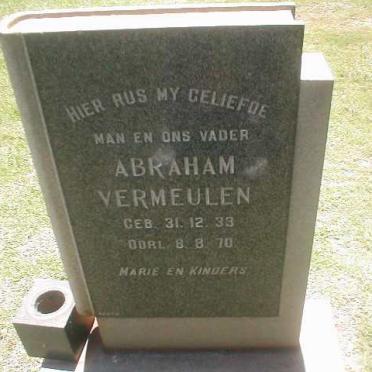 HIER RUS MY GELIEFDE
MAN EN ONS VADER
ABRAHAM
VERMEULEN
GEB. 31. 12. 39
OORL. 8. 8. 70
MARIE EN KINDERS